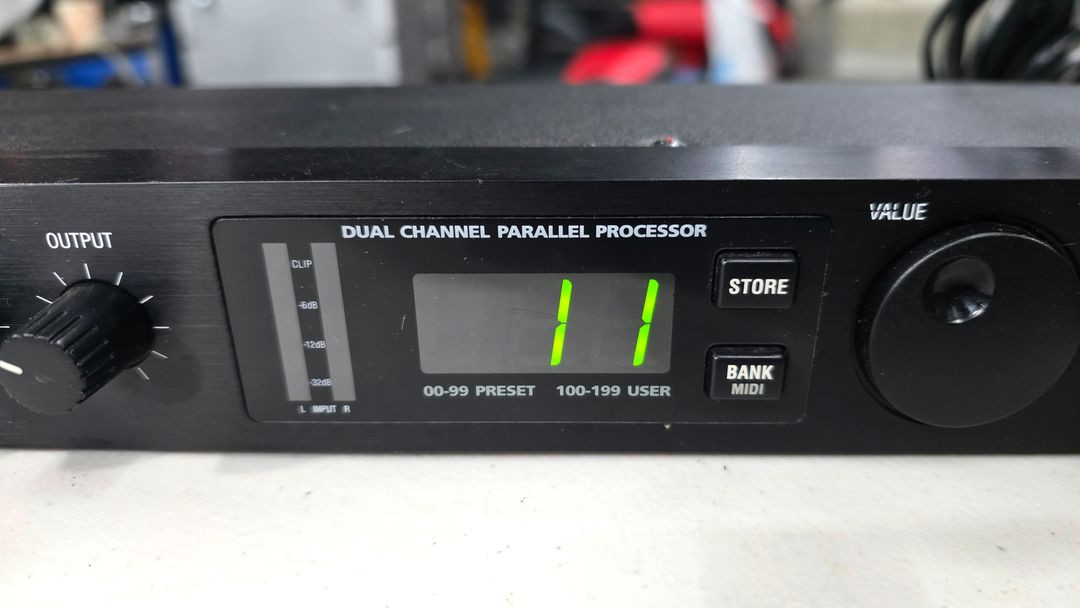 OUTPUT
DUAL CHANNEL PARALLEL PROCESSOR
VALUE
CLIP
-6dB
-12dB
-32dB
L INPUT R
11
00-99 PRESET 100-199 USER
STORE
BANK
MIDI